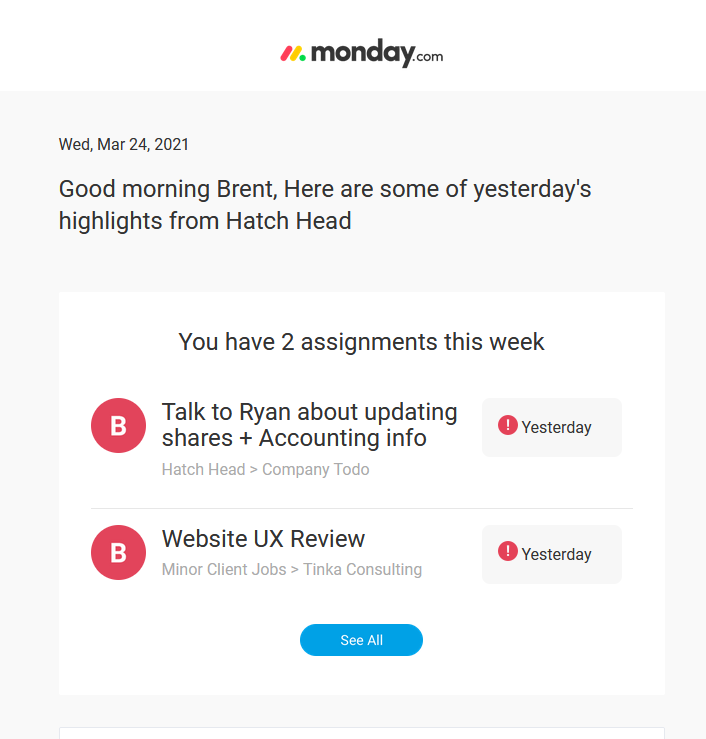 monday.com
Wed, Mar 24, 2021
Good morning Brent, Here are some of yesterday's
highlights from Hatch Head
You have 2 assignments this week
B
Talk to Ryan about updating
shares + Accounting info
Hatch Head > Company Todo
! Yesterday
B
Website UX Review
Minor Client Jobs > Tinka Consulting
! Yesterday
See All